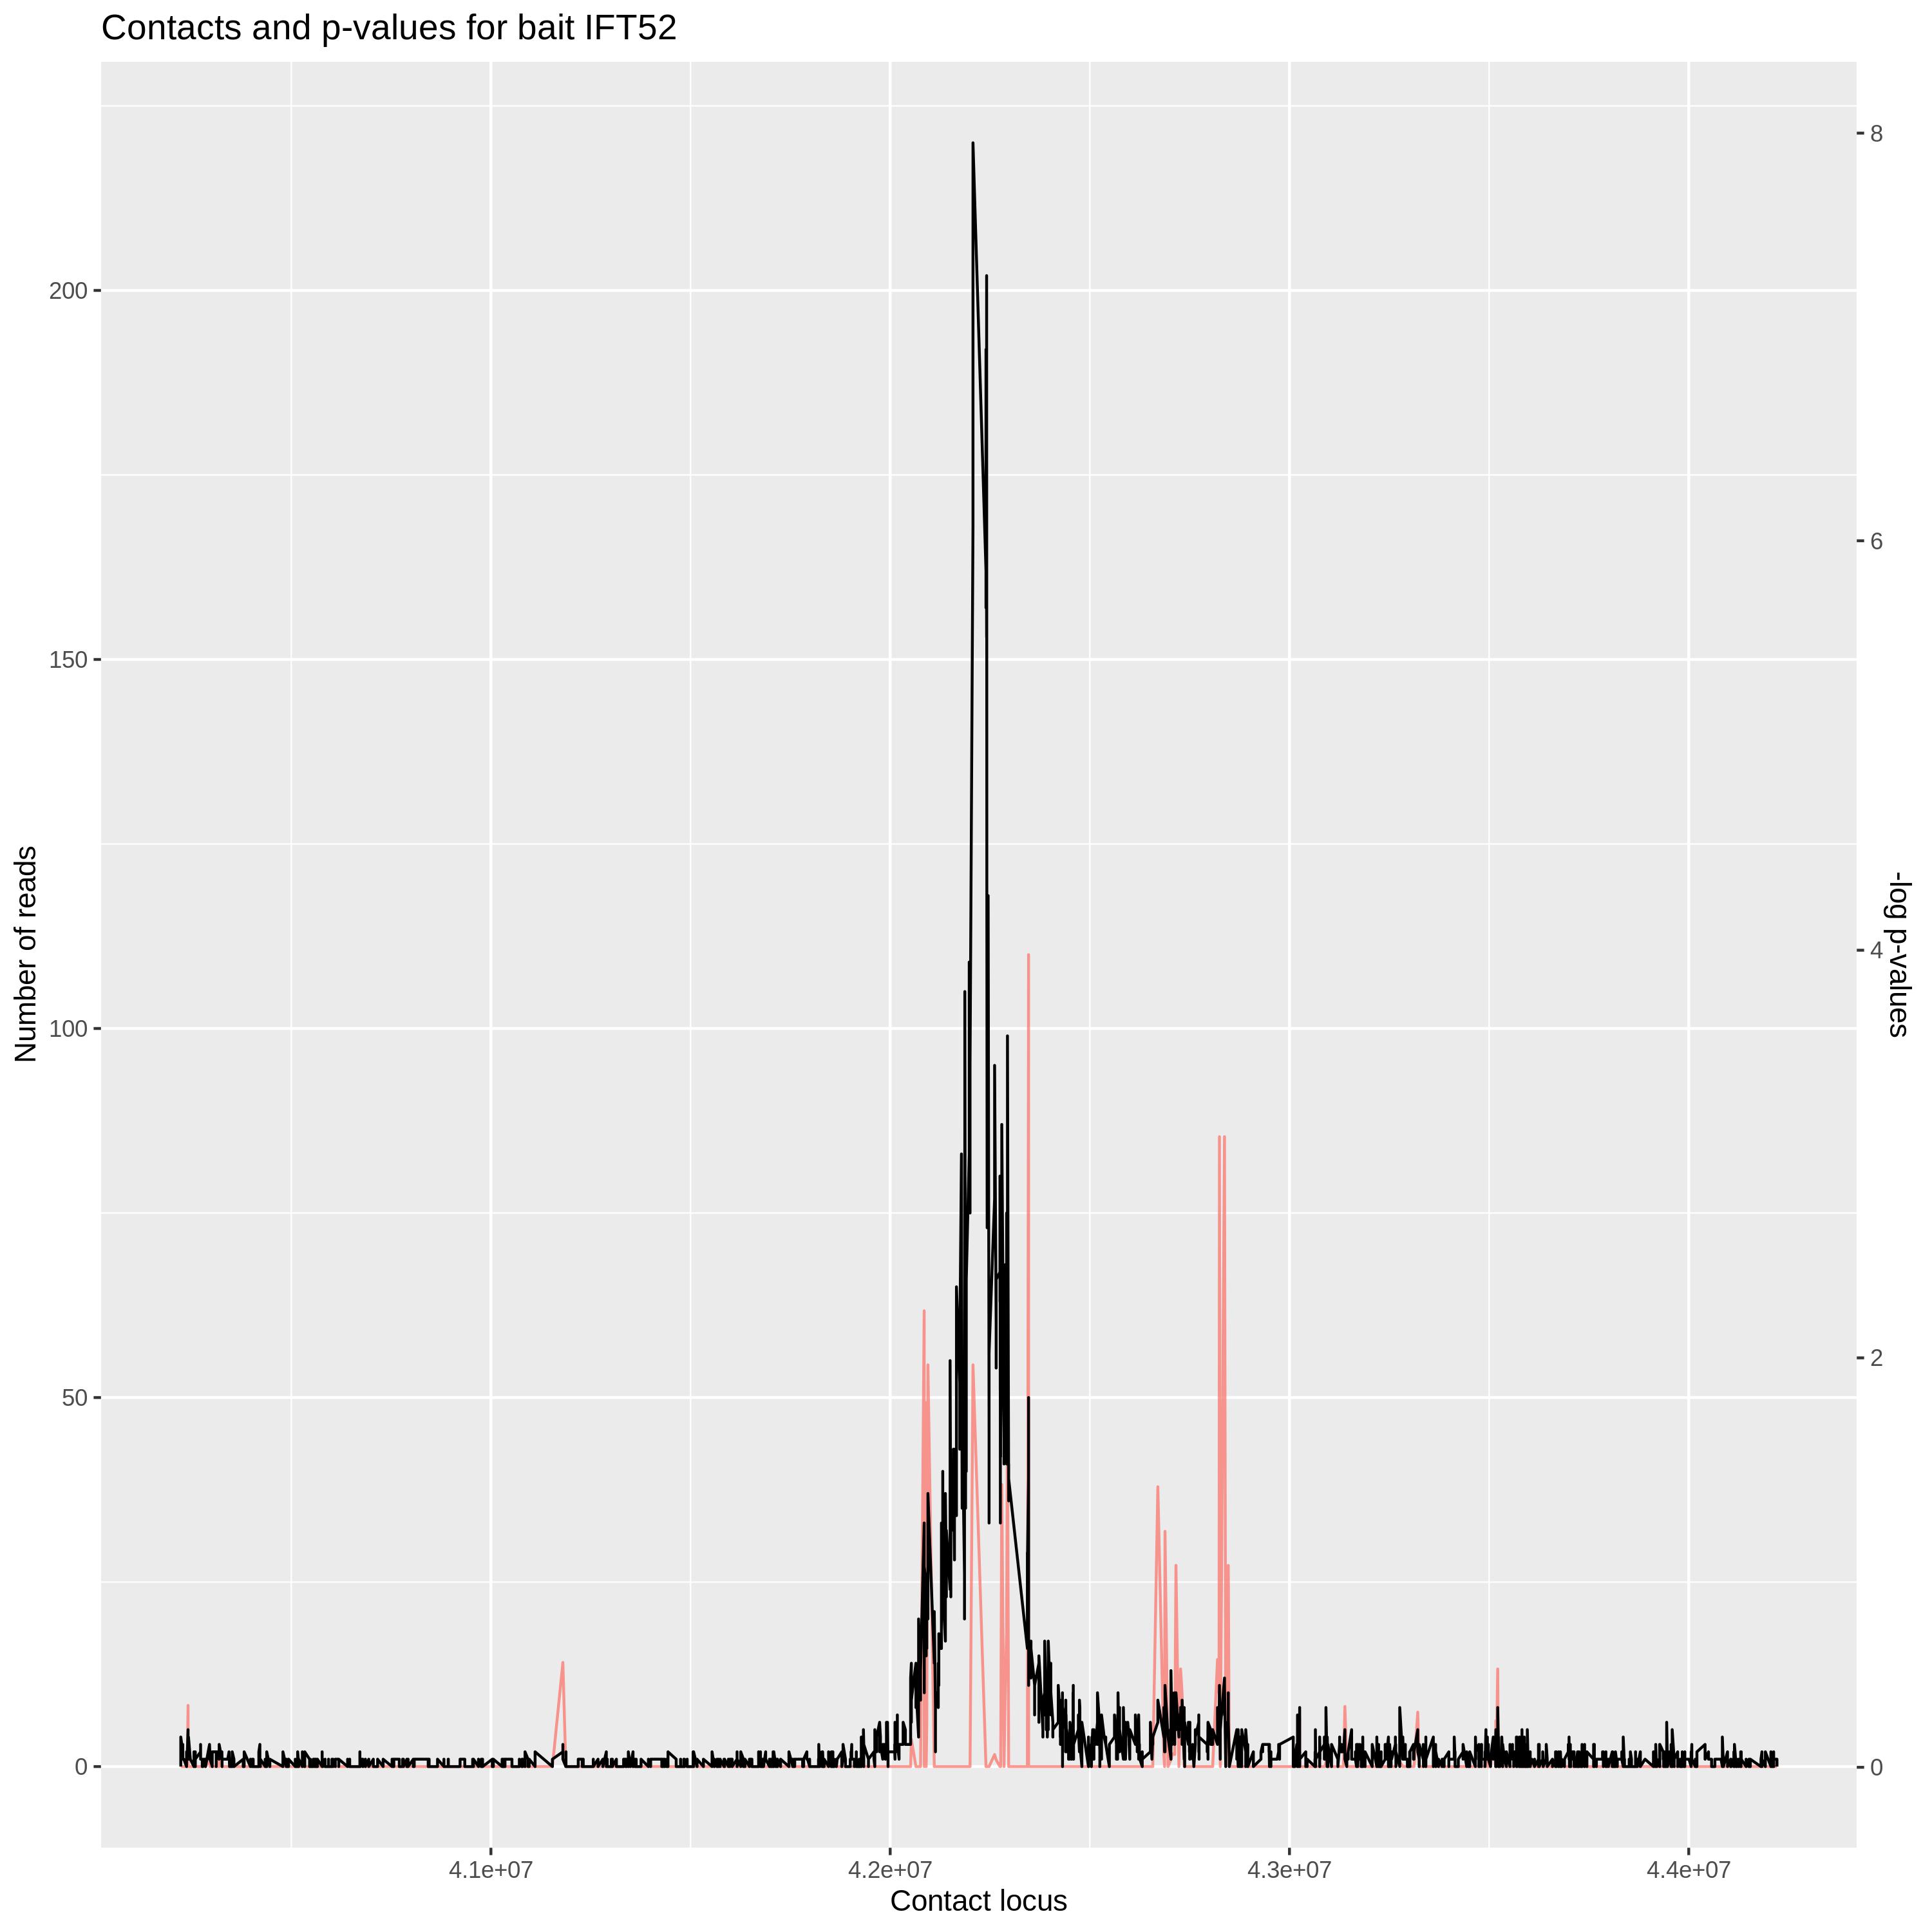 Contacts and p-values for bait IFT52
200
150
100
50
0
Number of reads
8
6
4
2
0
-log p-values
4.1e+07 4.2e+07 4.3e+07 4.4e+07
Contact locus